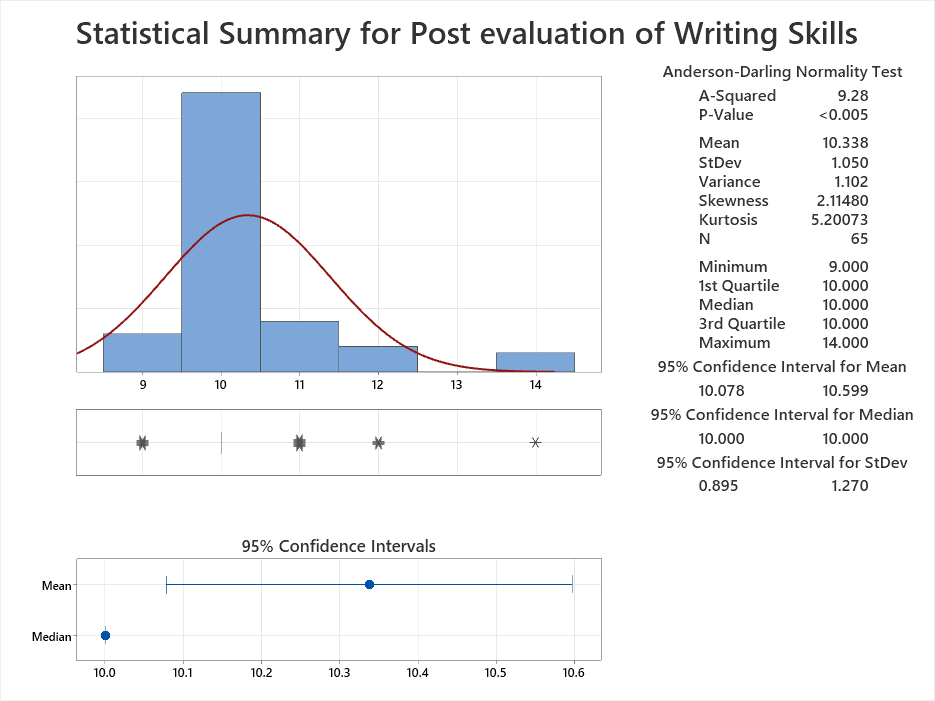 Statistical Summary for Post evaluation of Writing Skills
Anderson-Darling Normality Test
A-Squared 9.28
P-Value <0.005
Mean 10.338
StDev 1.050
Variance 1.102
Skewness 2.11480
Kurtosis 5.20073
N 65
Minimum 9.000
1st Quartile 10.000
Median 10.000
3rd Quartile 10.000
Maximum 14.000
95% Confidence Interval for Mean
10.078 10.599
95% Confidence Interval for Median
10.000 10.000
95% Confidence Interval for StDev
0.895 1.270
9 10 11 12 13 14
95% Confidence Intervals
Mean
Median
10.0 10.1 10.2 10.3 10.4 10.5 10.6